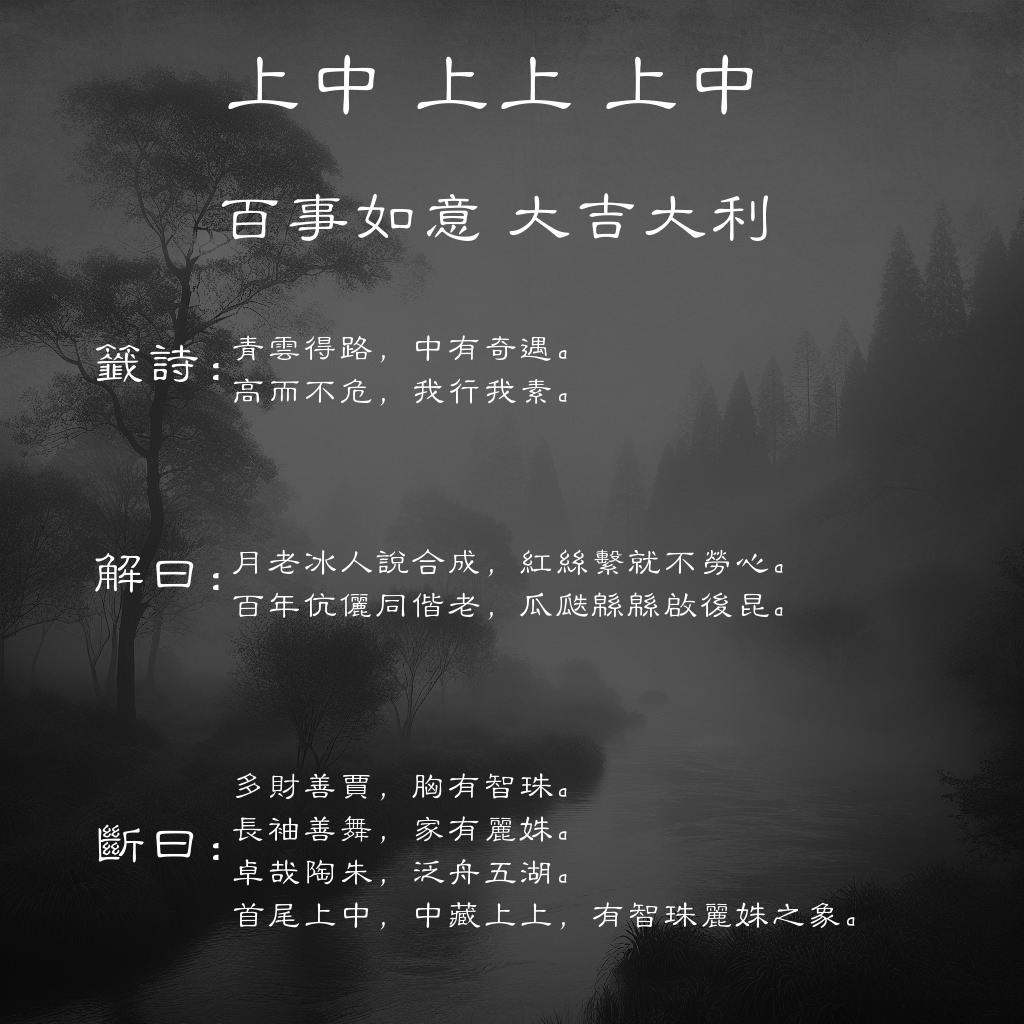 上中 上上 上中
百事如意 大吉大利
籤詩:
青雲得路，中有奇遇。
高而不危，我行我素。
解曰:
月老冰人說合成，紅絲繫就不勞心。
百年伉儷同偕老，瓜瓞緜緜啟後昆。
斷曰:
多財善賈，胸有智珠。
長袖善舞，家有麗姝。
卓哉陶朱，泛舟五湖。
首尾上中，中藏上上，有智珠麗姝之象。